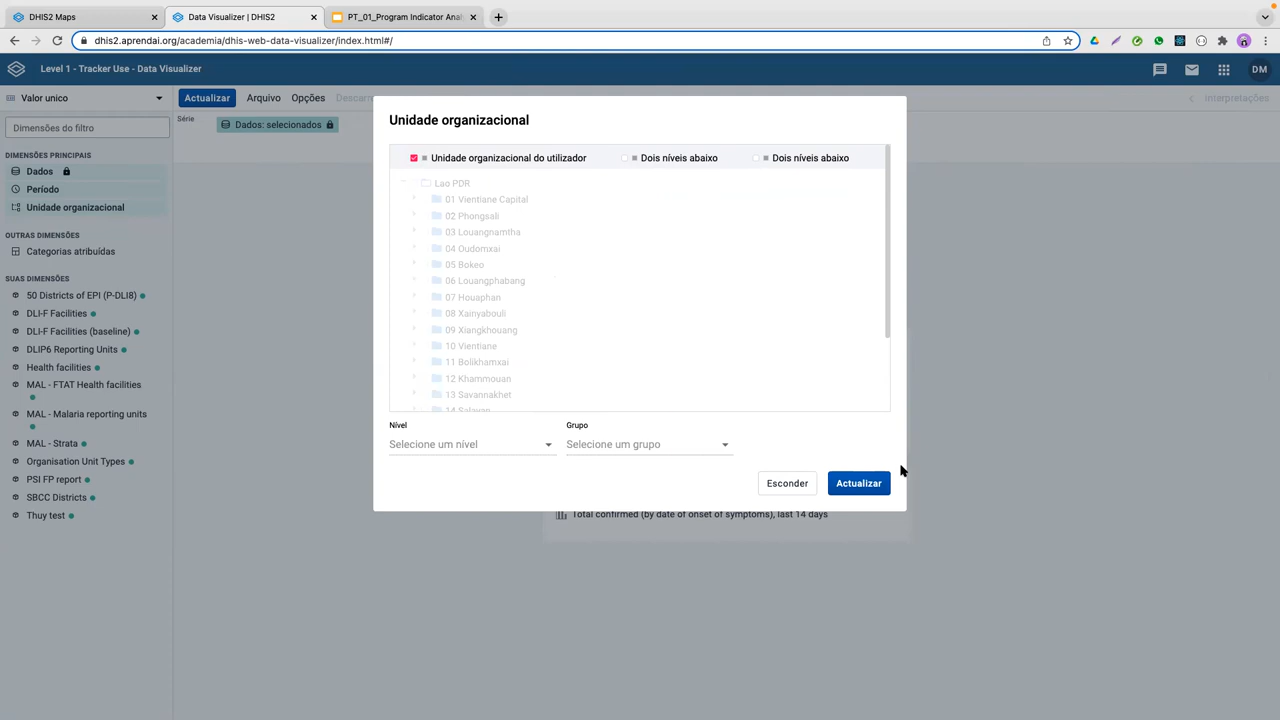 DHIS2 Maps
Data Visualizer | DHIS2
PT_01_Program Indicator Anal
dhis2.aprendai.org/academia/dhis-web-data-visualizer/index.html#/
Level 1 - Tracker Use - Data Visualizer
DM
Valor unico
Actualizar
Arquivo
Opções
Descarr
Interpretações
Dimensões do filtro
Série
Dados: selecionados
DIMENSÕES PRINCIPAIS
Dados
Período
Unidade organizacional
OUTRAS DIMENSÕES
Categorias atribuídas
SUAS DIMENSÕES
50 Districts of EPI (P-DLI8)
DLI-F Facilities
DLI-F Facilities (baseline)
DLIP6 Reporting Units
Health facilities
MAL - FTAT Health facilities
MAL - Malaria reporting units
MAL - Strata
Organisation Unit Types
PSI FP report
SBCC Districts
Thuy test
Unidade organizacional
Unidade organizacional do utilizador
Dois níveis abaixo
Dois níveis abaixo
Lao PDR
01 Vientiane Capital
02 Phongsali
03 Louangnamtha
04 Oudomxai
05 Bokeo
06 Louangphabang
07 Houaphan
08 Xainyabouli
09 Xiangkhouang
10 Vientiane
11 Bolikhamxai
12 Khammouan
13 Savannakhet
14 Salavan
Nível
Grupo
Selecione um nível
Selecione um grupo
Esconder
Actualizar
Total confirmed (by date of onset of symptoms), last 14 days